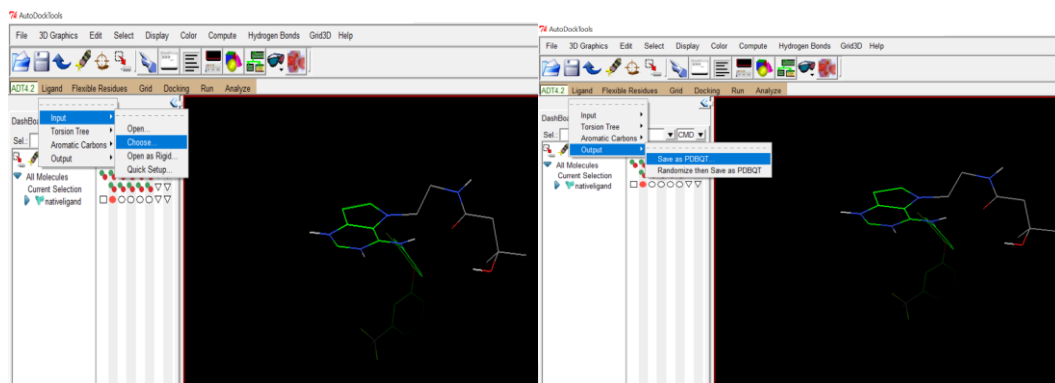 AutoDockTools
File 3D Graphics Edit Select Display Color Compute Hydrogen Bonds Grid3D Help
ADT4.2 Ligand Flexible Residues Grid Docking Run Analyze
Input
Torsion Tree
Aromatic Carbons
Output
Open...
Choose...
Open as Rigid...
Quick Setup...
Sel.:
All Molecules
Current Selection
nativeligand
AutoDockTools
File 3D Graphics Edit Select Display Color Compute Hydrogen Bonds Grid3D Help
ADT4.2 Ligand Flexible Residues Grid Docking Run Analyze
Input
Torsion Tree
Aromatic Carbons
Output
Save as PDBQT...
Randomize then Save as PDBQT
Sel.: CMD
All Molecules
Current Selection
nativeligand